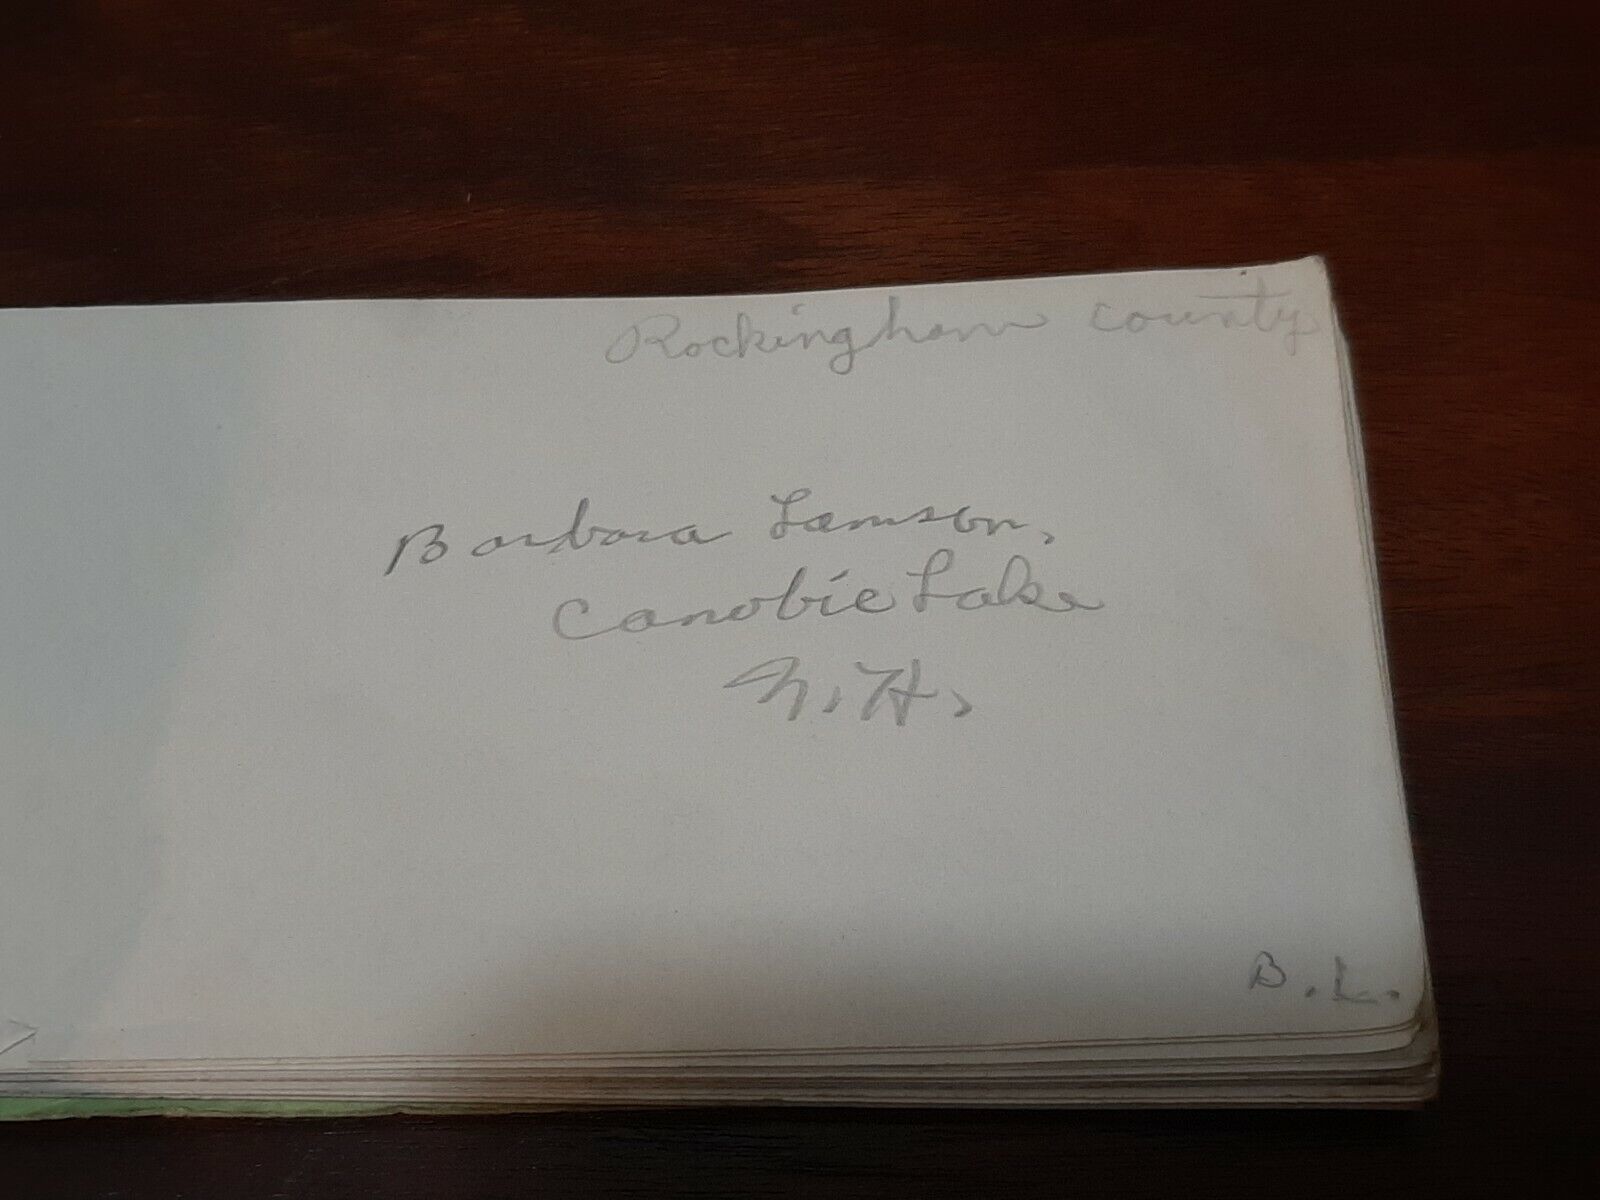 Rockingham County
Barbara Lamson,
Canobie Lake
N.H.
B.L.